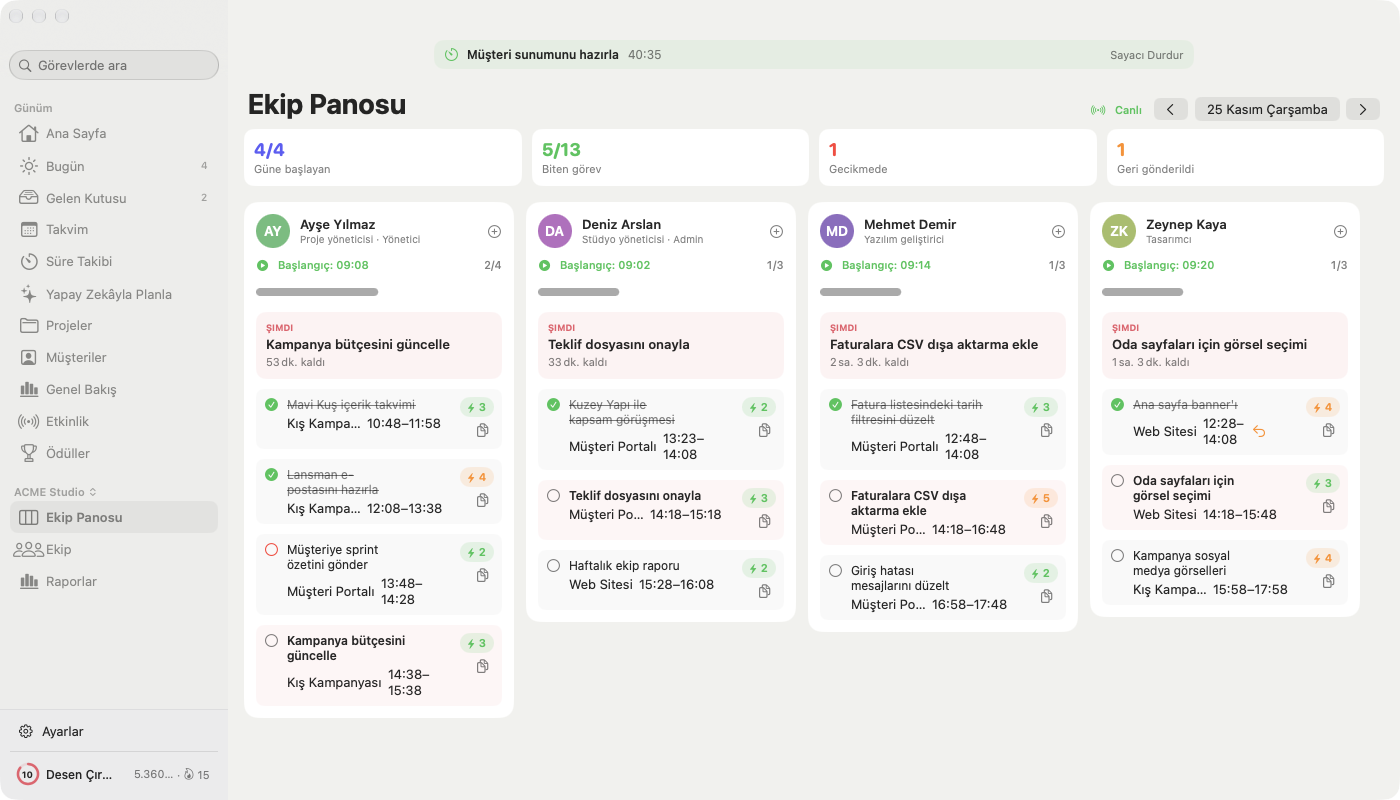 Müşteri sunumunu hazırla 40:35 Sayacı Durdur
Görevlerde ara
Günüm
Ana Sayfa
Bugün 4
Gelen Kutusu 2
Takvim
Süre Takibi
Yapay Zekâyla Planla
Projeler
Müşteriler
Genel Bakış
Etkinlik
Ödüller
ACME Studio
Ekip Panosu
Ekip
Raporlar
Ayarlar
10 Desen Çır... 5.360... · 15
Ekip Panosu
Canlı 25 Kasım Çarşamba
4/4
Güne başlayan
5/13
Biten görev
1
Gecikmede
1
Geri gönderildi
AY
Ayşe Yılmaz
Proje yöneticisi · Yönetici
Başlangıç: 09:08 2/4
ŞIMDI
Kampanya bütçesini güncelle
53 dk. kaldı
Mavi Kuş içerik takvimi 3
Kış Kampa... 10:48–11:58
Lansman e-
postasını hazırla 4
Kış Kampa... 12:08–13:38
Müşteriye sprint
özetini gönder 2
Müşteri Portalı 13:48–
14:28
Kampanya bütçesini
güncelle 3
Kış Kampanyası 14:38–
15:38
DA
Deniz Arslan
Stüdyo yöneticisi · Admin
Başlangıç: 09:02 1/3
ŞIMDI
Teklif dosyasını onayla
33 dk. kaldı
Kuzey Yapı ile
kapsam görüşmesi 2
Müşteri Portalı 13:23–
14:08
Teklif dosyasını onayla 3
Müşteri Po... 14:18–15:18
Haftalık ekip raporu 2
Web Sitesi 15:28–16:08
MD
Mehmet Demir
Yazılım geliştirici
Başlangıç: 09:14 1/3
ŞIMDI
Faturalara CSV dışa aktarma ekle
2 sa. 3 dk. kaldı
Fatura listesindeki tarih
filtresini düzelt 3
Müşteri Portalı 12:48–
14:08
Faturalara CSV dışa
aktarma ekle 5
Müşteri Po... 14:18–16:48
Giriş hatası
mesajlarını düzelt 2
Müşteri Po... 16:58–17:48
ZK
Zeynep Kaya
Tasarımcı
Başlangıç: 09:20 1/3
ŞIMDI
Oda sayfaları için görsel seçimi
1 sa. 3 dk. kaldı
Ana sayfa banner'ı 4
Web Sitesi 12:28–
14:08
Oda sayfaları için
görsel seçimi 3
Web Sitesi 14:18–15:48
Kampanya sosyal
medya görselleri 4
Kış Kampa... 15:58–17:58